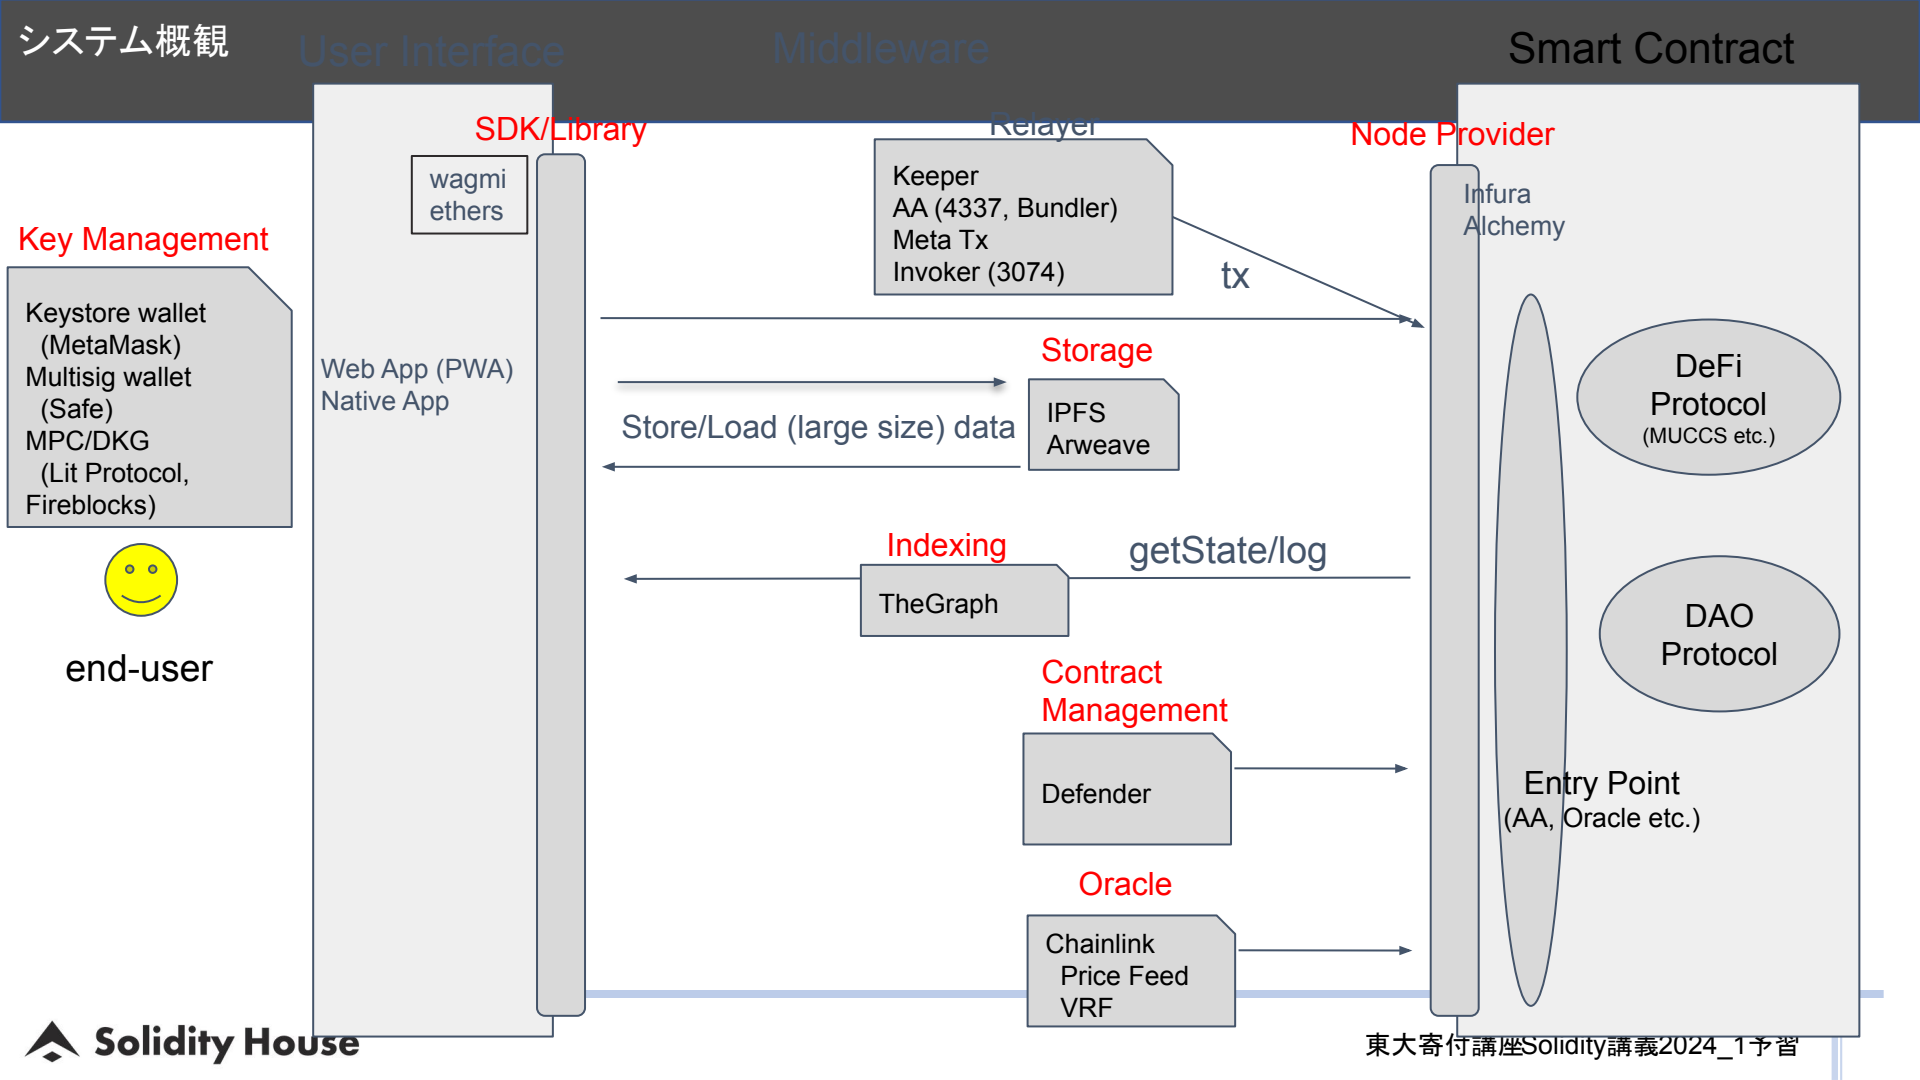 システム概観
User Interface
Middleware
Smart Contract
SDK/Library
wagmi
ethers
Relayer
Keeper
AA (4337, Bundler)
Meta Tx
Invoker (3074)
tx
Node Provider
Infura
Alchemy
Key Management
Keystore wallet
(MetaMask)
Multisig wallet
(Safe)
MPC/DKG
(Lit Protocol,
Fireblocks)
end-user
Web App (PWA)
Native App
Storage
IPFS
Arweave
Store/Load (large size) data
Indexing
TheGraph
getState/log
Contract
Management
Defender
Oracle
Chainlink
Price Feed
VRF
DeFi
Protocol
(MUCCS etc.)
DAO
Protocol
Entry Point
(AA, Oracle etc.)
Solidity House
東大寄付講座Solidity講義2024_1予習